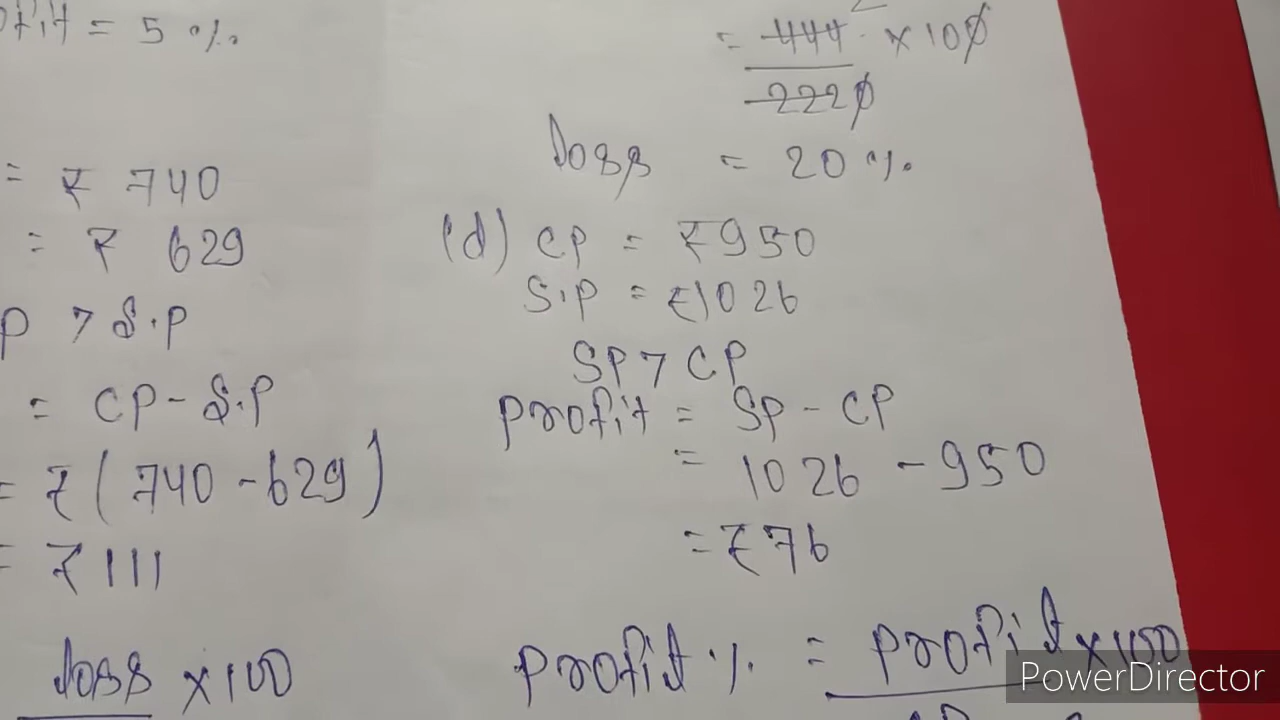 = 5 %
= ₹ 740
= ₹ 629
P > S.P
= CP - S.P
= ₹ (740 - 629)
= ₹ 111
loss × 100
2
= 444 × 100
2220
loss = 20 %.
(d) CP = ₹950
S.P = ₹1026
SP > CP
profit = SP - CP
= 1026 - 950
= ₹76
profit % = profit × 100
PowerDirector